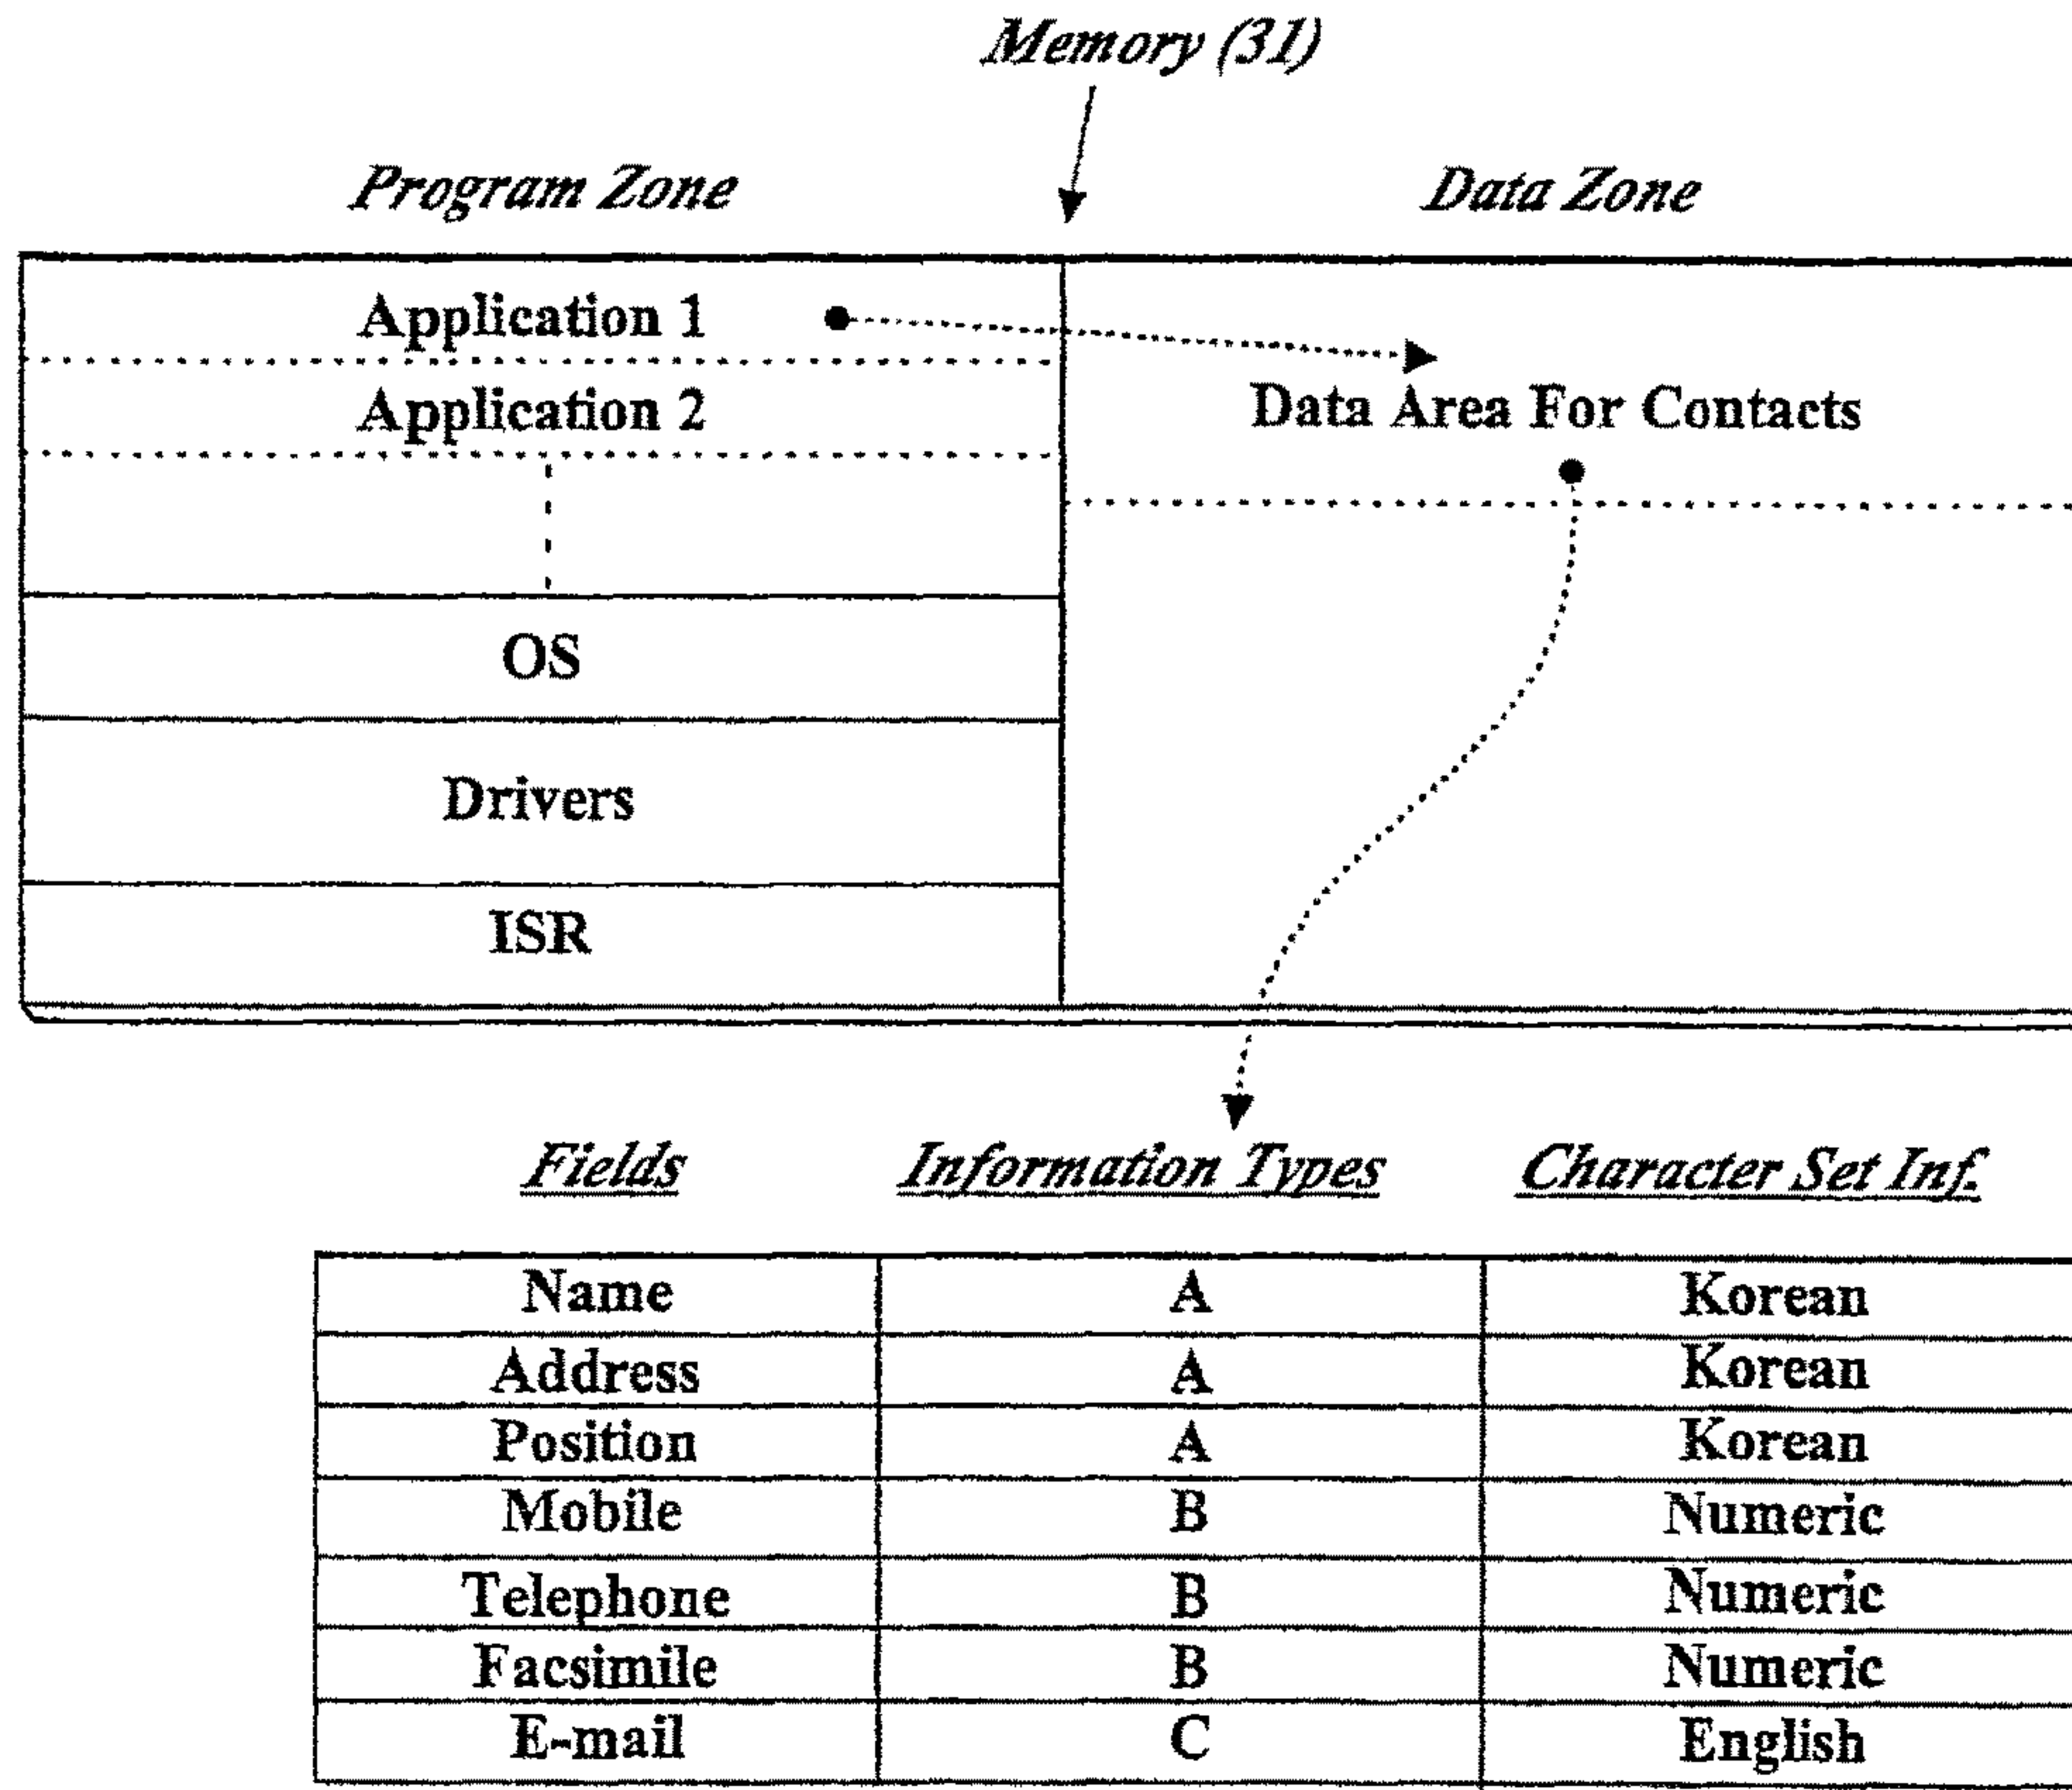 Memory (31)
Program Zone Data Zone
Application 1
Application 2
Data Area For Contacts
OS
Drivers
ISR
Fields Information Types Character Set Inf.
Name A Korean
Address A Korean
Position A Korean
Mobile B Numeric
Telephone B Numeric
Facsimile B Numeric
E-mail C English